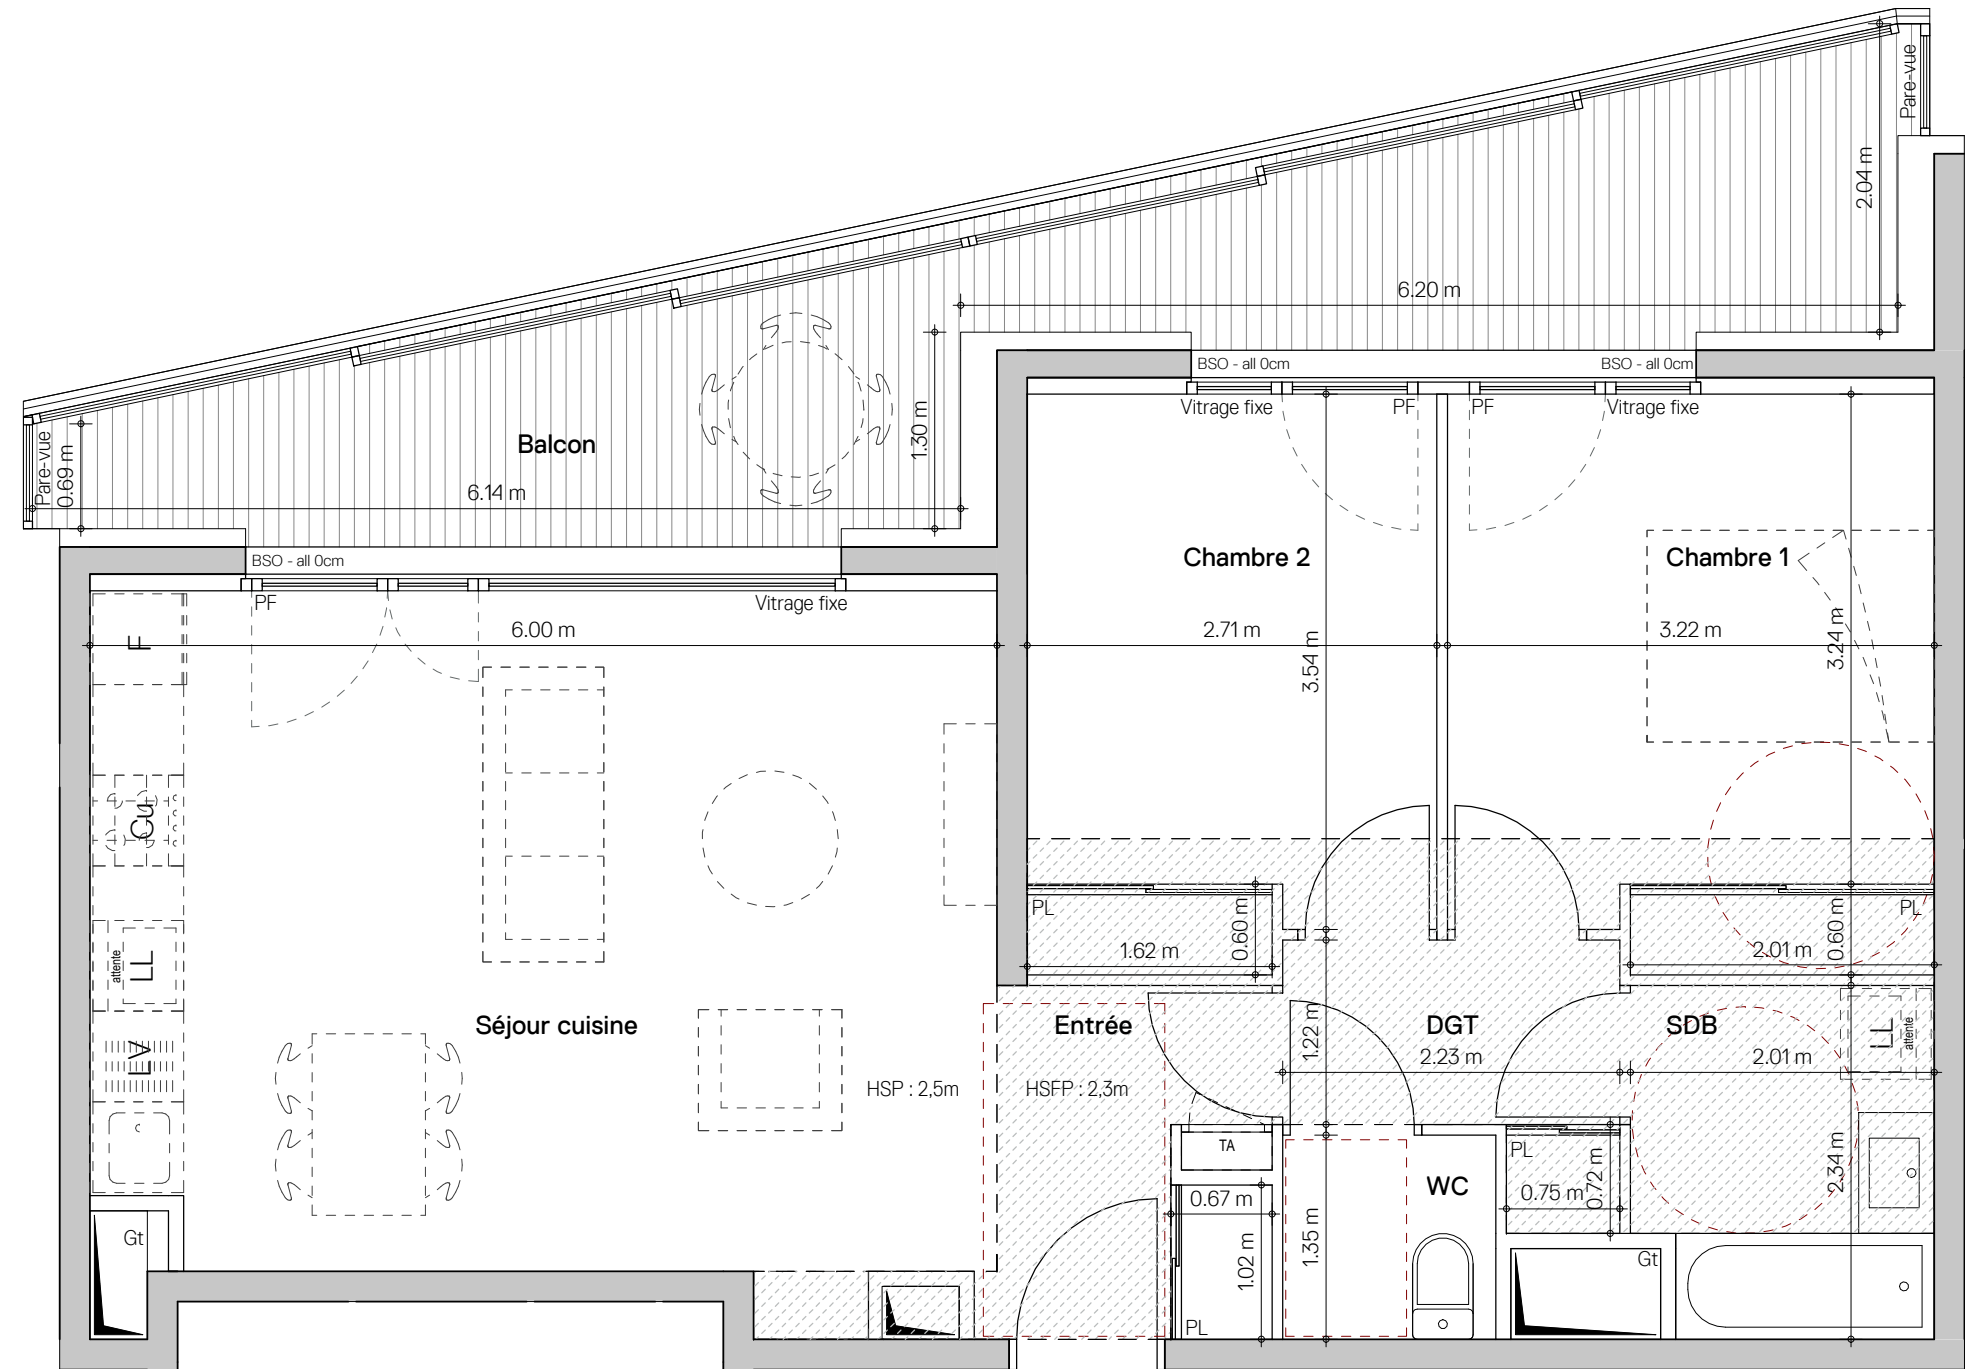 Pare-vue
2.04 m
6.20 m
BSO - all 0cm
BSO - all 0cm
Vitrage fixe
PF
PF
Vitrage fixe
1.30 m
Balcon
Pare-vue
0.69 m
6.14 m
BSO - all 0cm
PF
Vitrage fixe
Chambre 2
Chambre 1
6.00 m
2.71 m
3.22 m
3.54 m
3.24 m
F
Cu
PL
0.60 m
1.62 m
PL
0.60 m
2.01 m
attente
LL
LV
Séjour cuisine
Entrée
DGT
SDB
1.22 m
2.23 m
2.01 m
LL
attente
HSP : 2,5m
HSFP : 2,3m
TA
PL
WC
0.67 m
0.75 m
0.72 m
2.34 m
1.02 m
1.35 m
Gt
Gt
PL